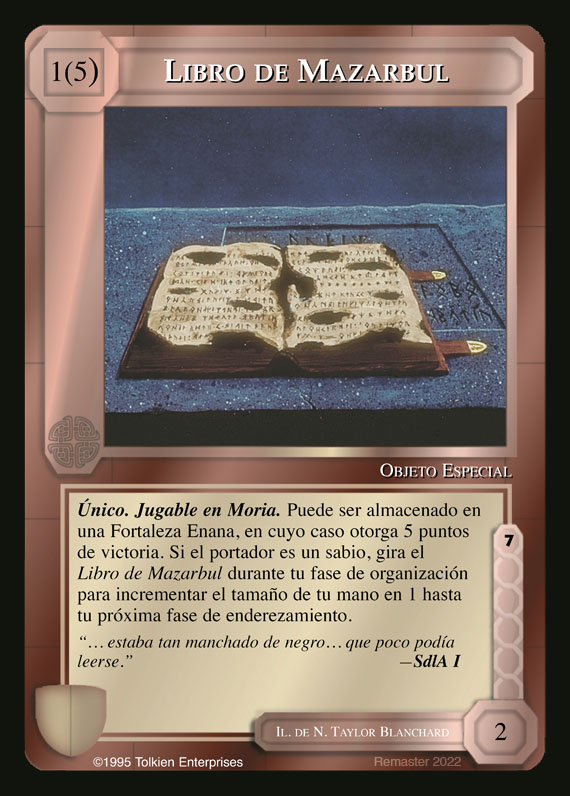 1(5)
LIBRO DE MAZARBUL
OBJETO ESPECIAL
Único. Jugable en Moria. Puede ser almacenado en
una Fortaleza Enana, en cuyo caso otorga 5 puntos
de victoria. Si el portador es un sabio, gira el
Libro de Mazarbul durante tu fase de organización
para incrementar el tamaño de tu mano en 1 hasta
tu próxima fase de enderezamiento.
“… estaba tan manchado de negro… que poco podía
leerse.” —SdlA I
7
IL. DE N. TAYLOR BLANCHARD
2
©1995 Tolkien Enterprises
Remaster 2022